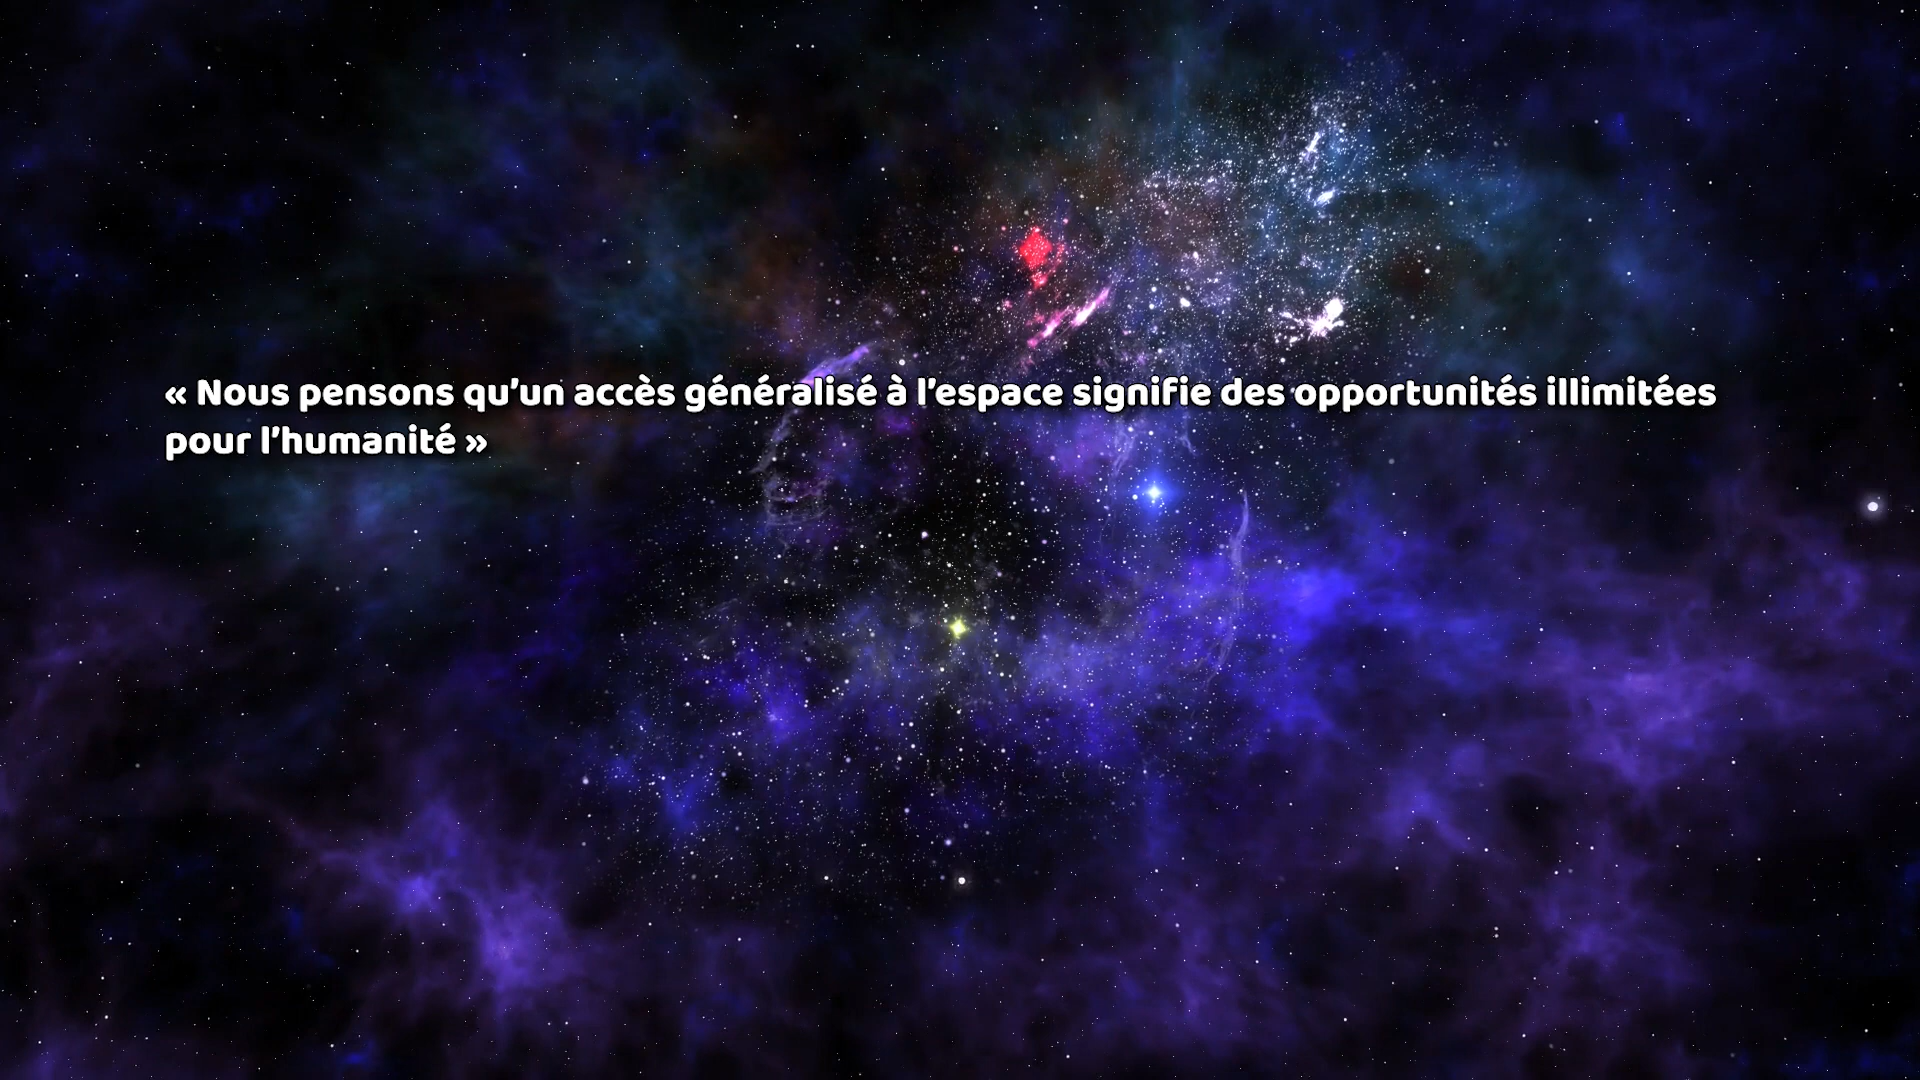 « Nous pensons qu’un accès généralisé à l’espace signifie des opportunités illimitées
pour l’humanité »